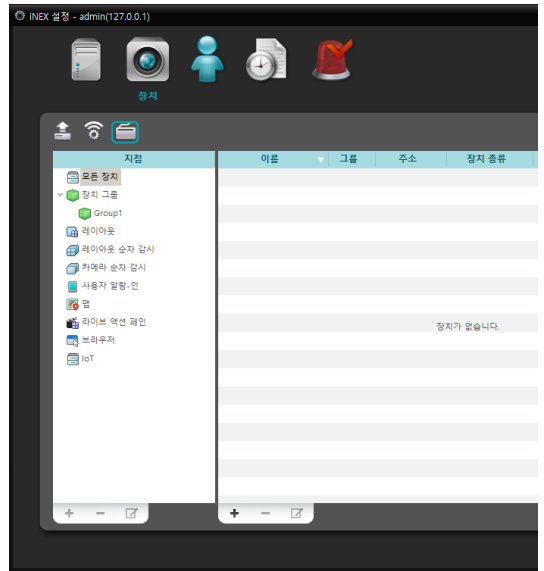 iNEX 설정 - admin(127.0.0.1)
장치
지점
이름 그룹 주소 장치 종류
모든 장치
장치 그룹
Group1
레이아웃
레이아웃 순차 감시
카메라 순차 감시
사용자 알람-인
맵
라이브 액션 페인
장치가 없습니다.
브라우저
IoT